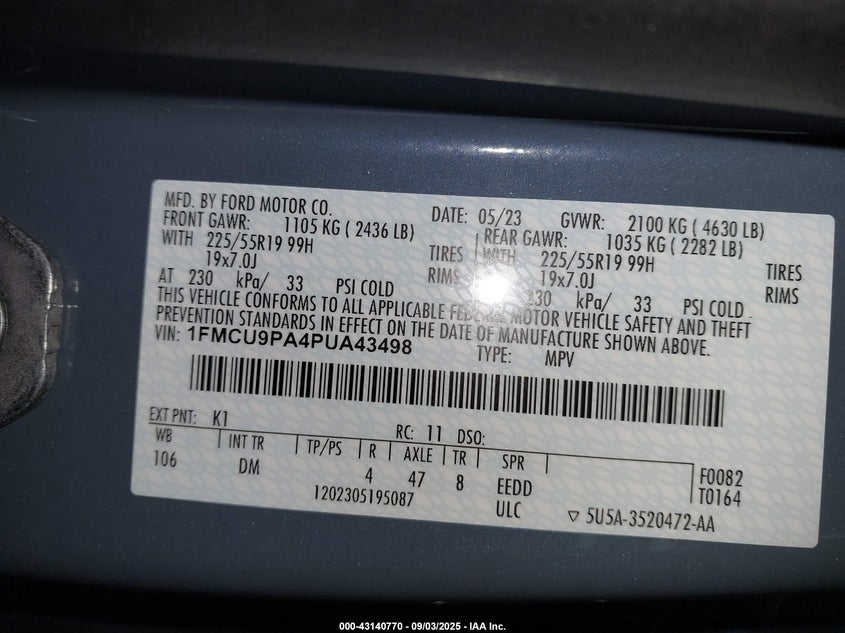 MFD. BY FORD MOTOR CO. DATE: 05/23 GVWR: 2100 KG ( 4630 LB)
FRONT GAWR: 1105 KG ( 2436 LB) REAR GAWR: 1035 KG ( 2282 LB)
WITH 225/55R19 99H TIRES WITH 225/55R19 99H TIRES
19x7.0J RIMS 19x7.0J RIMS
AT 230 kPa/ 33 PSI COLD 230 kPa/ 33 PSI COLD
THIS VEHICLE CONFORMS TO ALL APPLICABLE FEDERAL MOTOR VEHICLE SAFETY AND THEFT
PREVENTION STANDARDS IN EFFECT ON THE DATE OF MANUFACTURE SHOWN ABOVE.
VIN: 1FMCU9PA4PUA43498 TYPE: MPV
EXT PNT: K1 RC: 11 DSO:
WB INT TR TP/PS R AXLE TR SPR F0082
106 DM 4 47 8 EEDD T0164
1202305195087 ULC ▽ 5U5A-3520472-AA
000-43140770 - 09/03/2025 - IAA Inc.